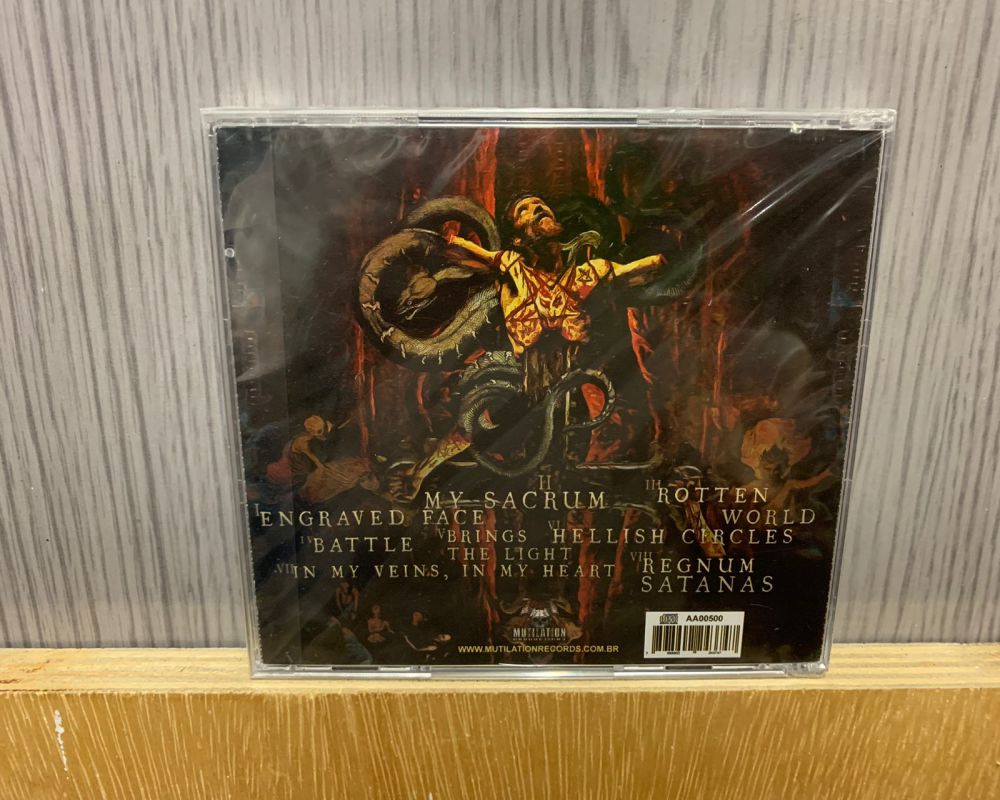 I ENGRAVED FACE
II MY SACRUM
III ROTTEN
WORLD
IV BATTLE
V BRINGS
THE LIGHT
VI HELLISH CIRCLES
VII IN MY VEINS, IN MY HEART
VIII REGNUM
SATANAS
MUTILATION
WWW.MUTILATIONRECORDS.COM.BR
AA00500